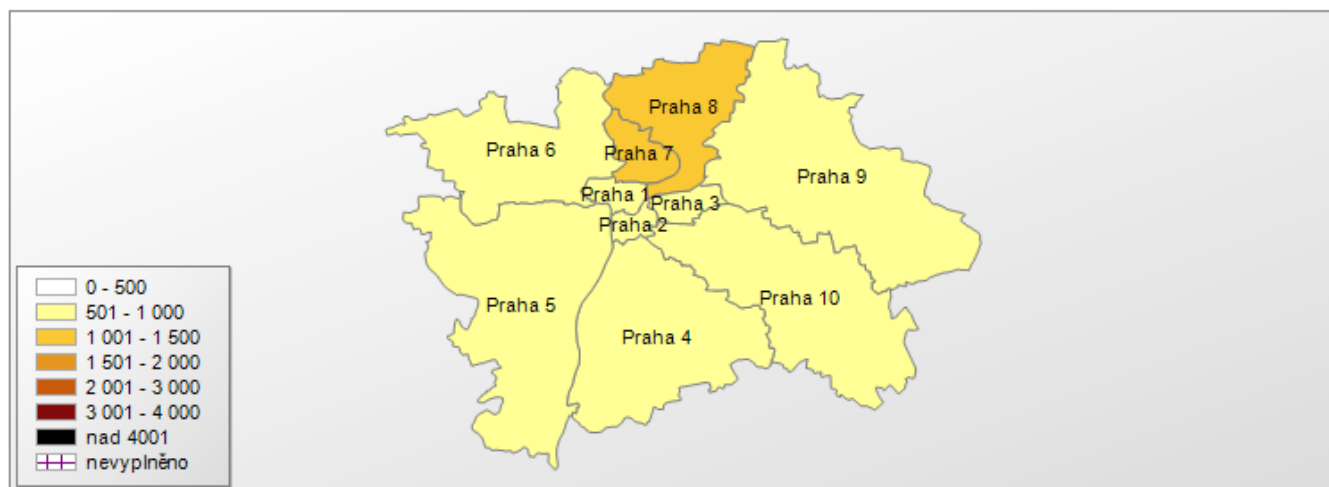 Praha 8
Praha 6
Praha 7
Praha 9
Praha 1
Praha 3
Praha 2
Praha 5
Praha 10
Praha 4
0 - 500
501 - 1 000
1 001 - 1 500
1 501 - 2 000
2 001 - 3 000
3 001 - 4 000
nad 4001
nevyplněno